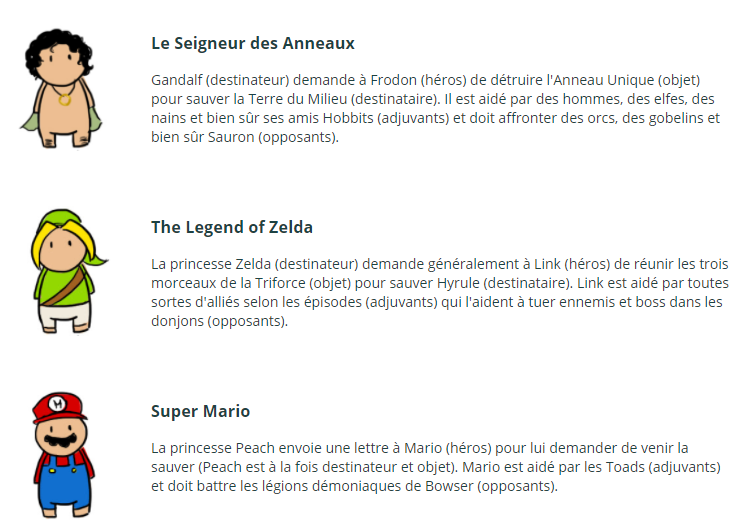 Le Seigneur des Anneaux
Gandalf (destinateur) demande à Frodon (héros) de détruire l'Anneau Unique (objet)
pour sauver la Terre du Milieu (destinataire). Il est aidé par des hommes, des elfes, des
nains et bien sûr ses amis Hobbits (adjuvants) et doit affronter des orcs, des gobelins et
bien sûr Sauron (opposants).
The Legend of Zelda
La princesse Zelda (destinateur) demande généralement à Link (héros) de réunir les trois
morceaux de la Triforce (objet) pour sauver Hyrule (destinataire). Link est aidé par toutes
sortes d'alliés selon les épisodes (adjuvants) qui l'aident à tuer ennemis et boss dans les
donjons (opposants).
M
Super Mario
La princesse Peach envoie une lettre à Mario (héros) pour lui demander de venir la
sauver (Peach est à la fois destinateur et objet). Mario est aidé par les Toads (adjuvants)
et doit battre les légions démoniaques de Bowser (opposants).